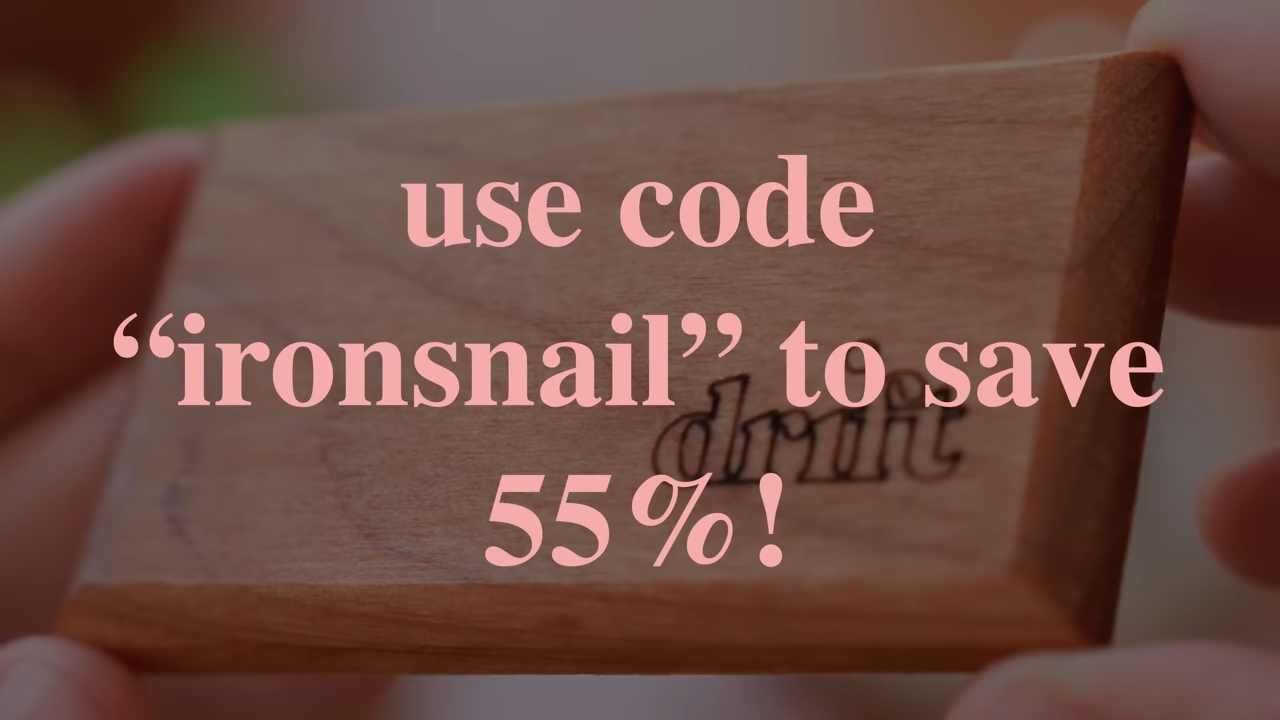 use code
“ironsnail” to save
drift
55%!